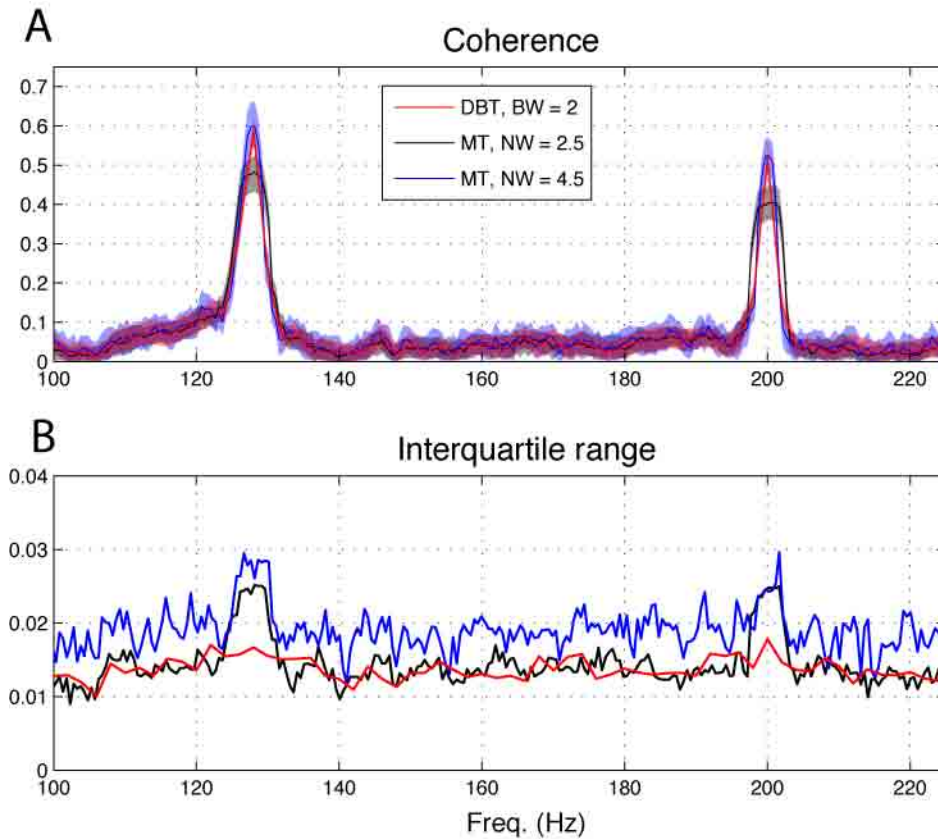 A
Coherence
0.7
0.6
0.5
0.4
0.3
0.2
0.1
0
DBT, BW = 2
MT, NW = 2.5
MT, NW = 4.5
100 120 140 160 180 200 220
B
Interquartile range
0.04
0.03
0.02
0.01
0
100 120 140 160 180 200 220
Freq. (Hz)